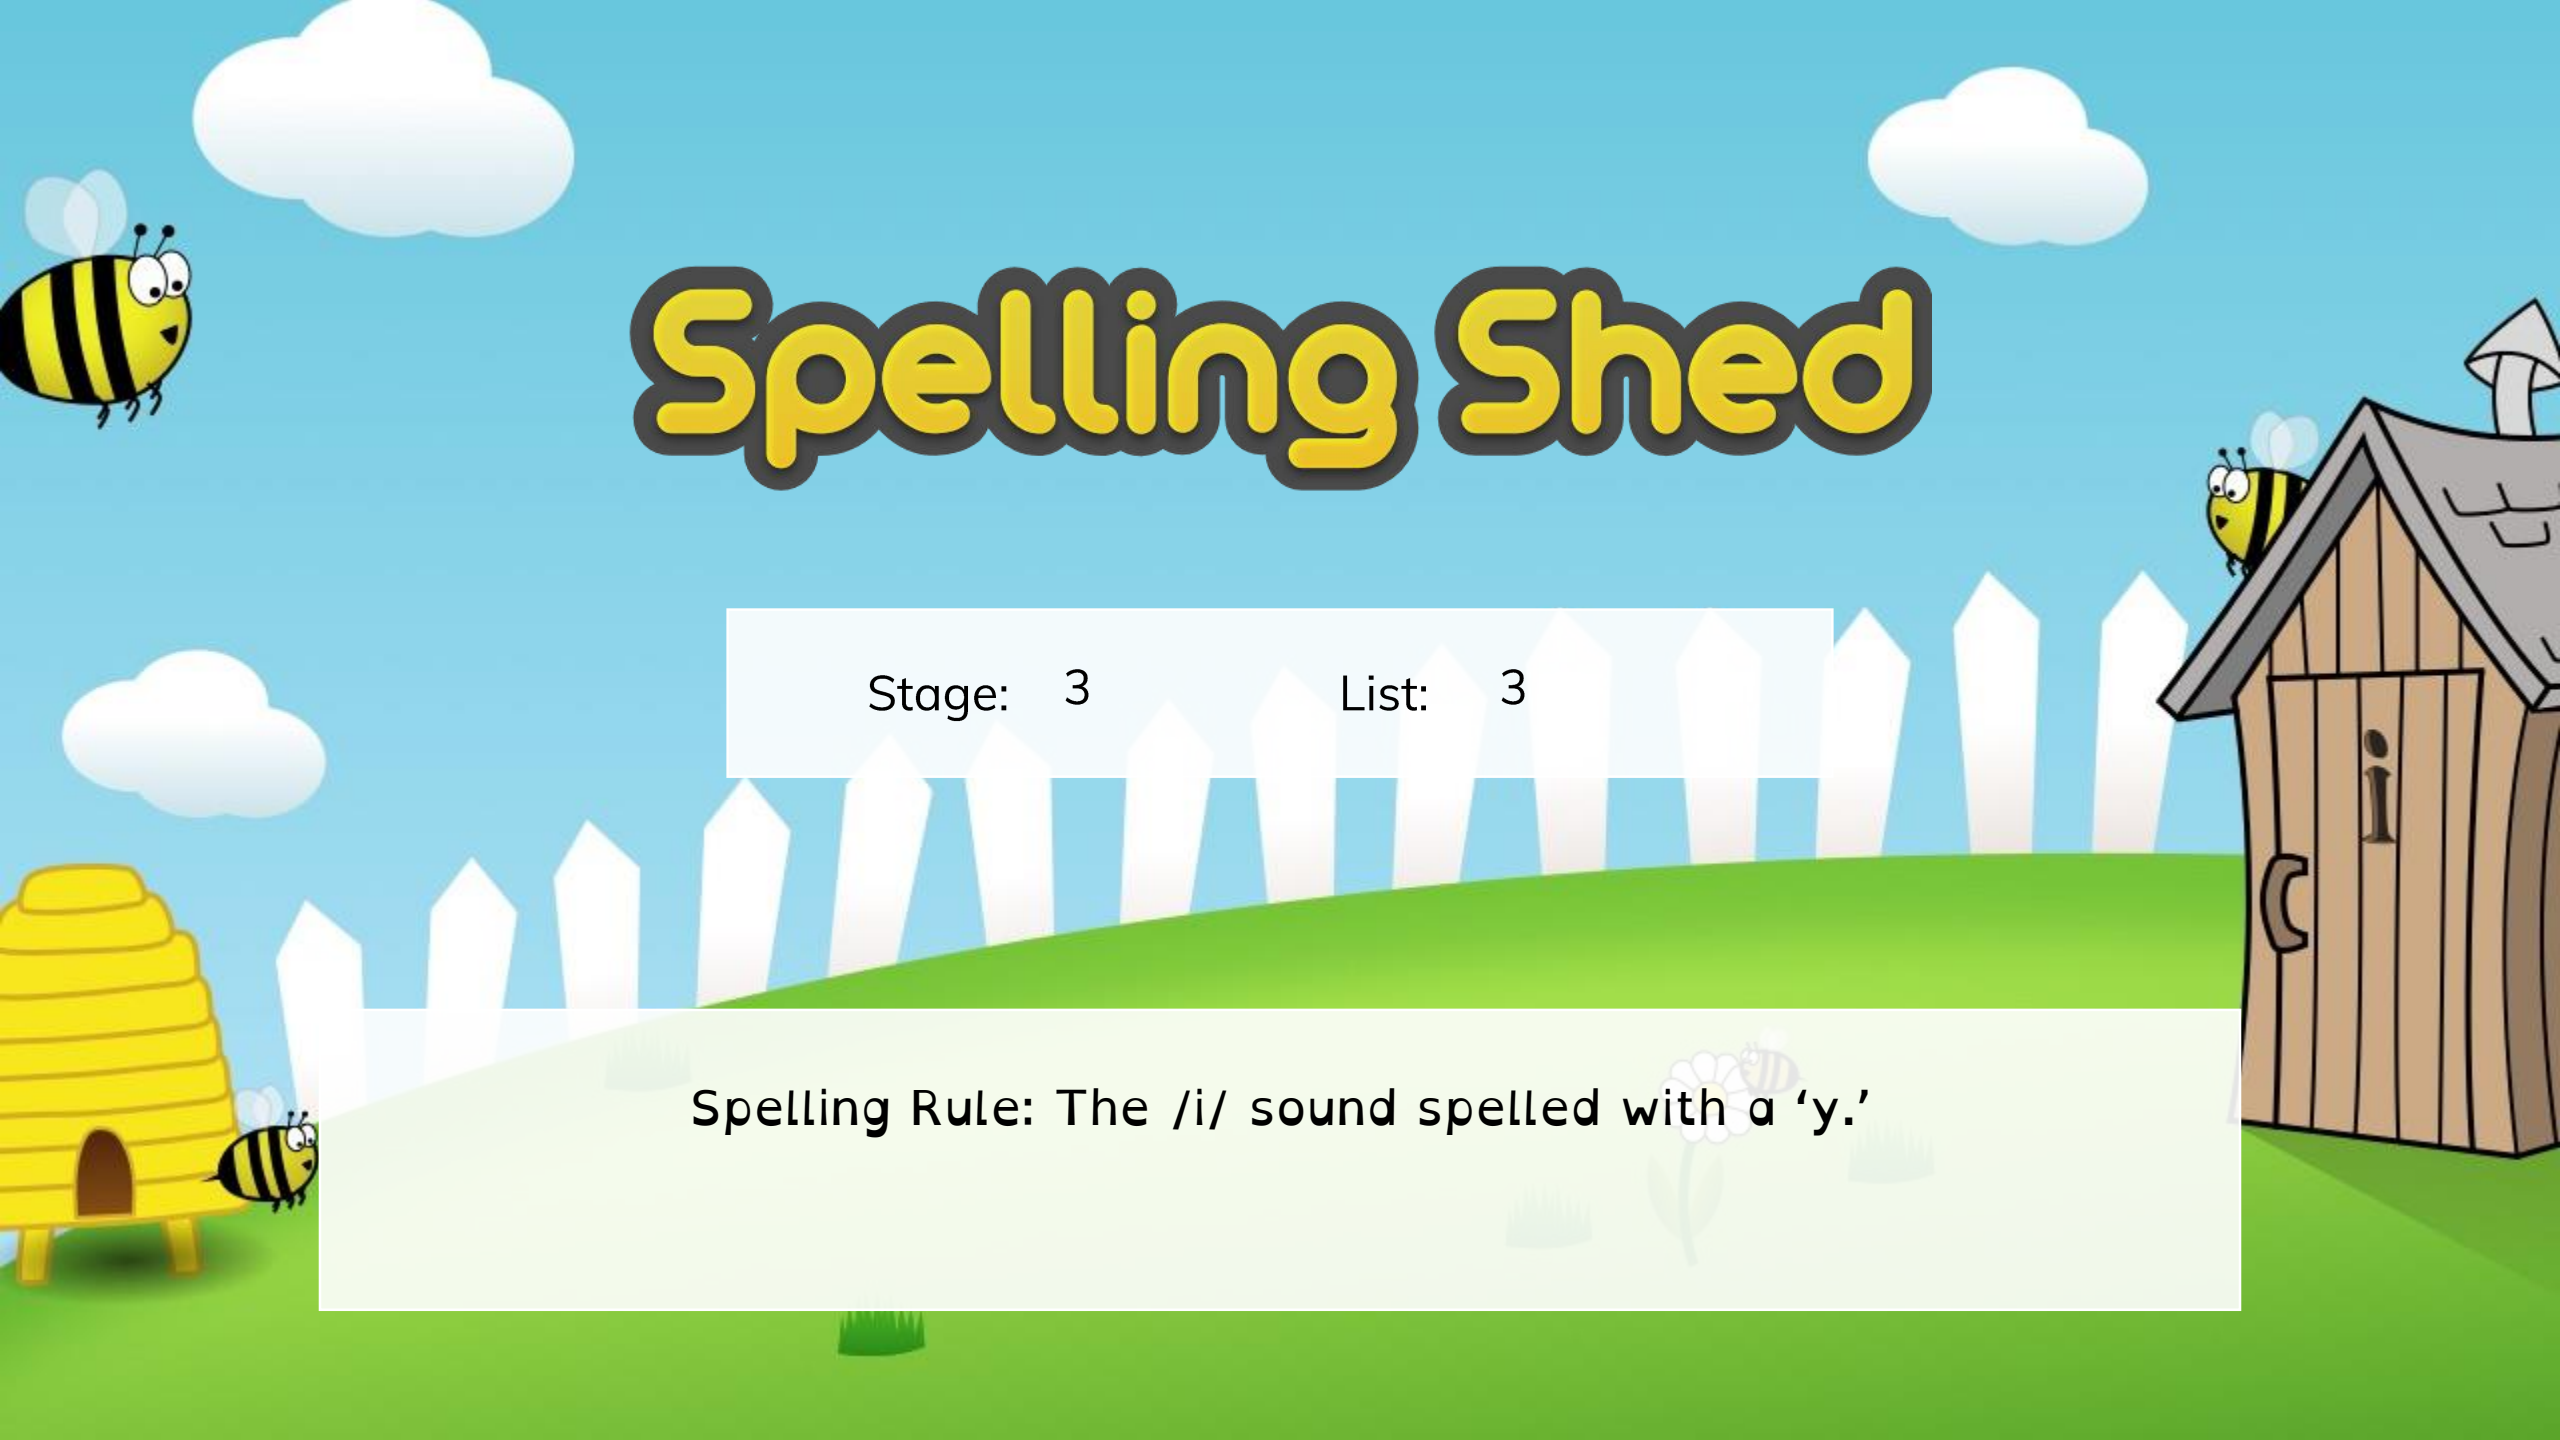 Spelling Shed
Stage: 3 List: 3
i
Spelling Rule: The /i/ sound spelled with a ‘y.’